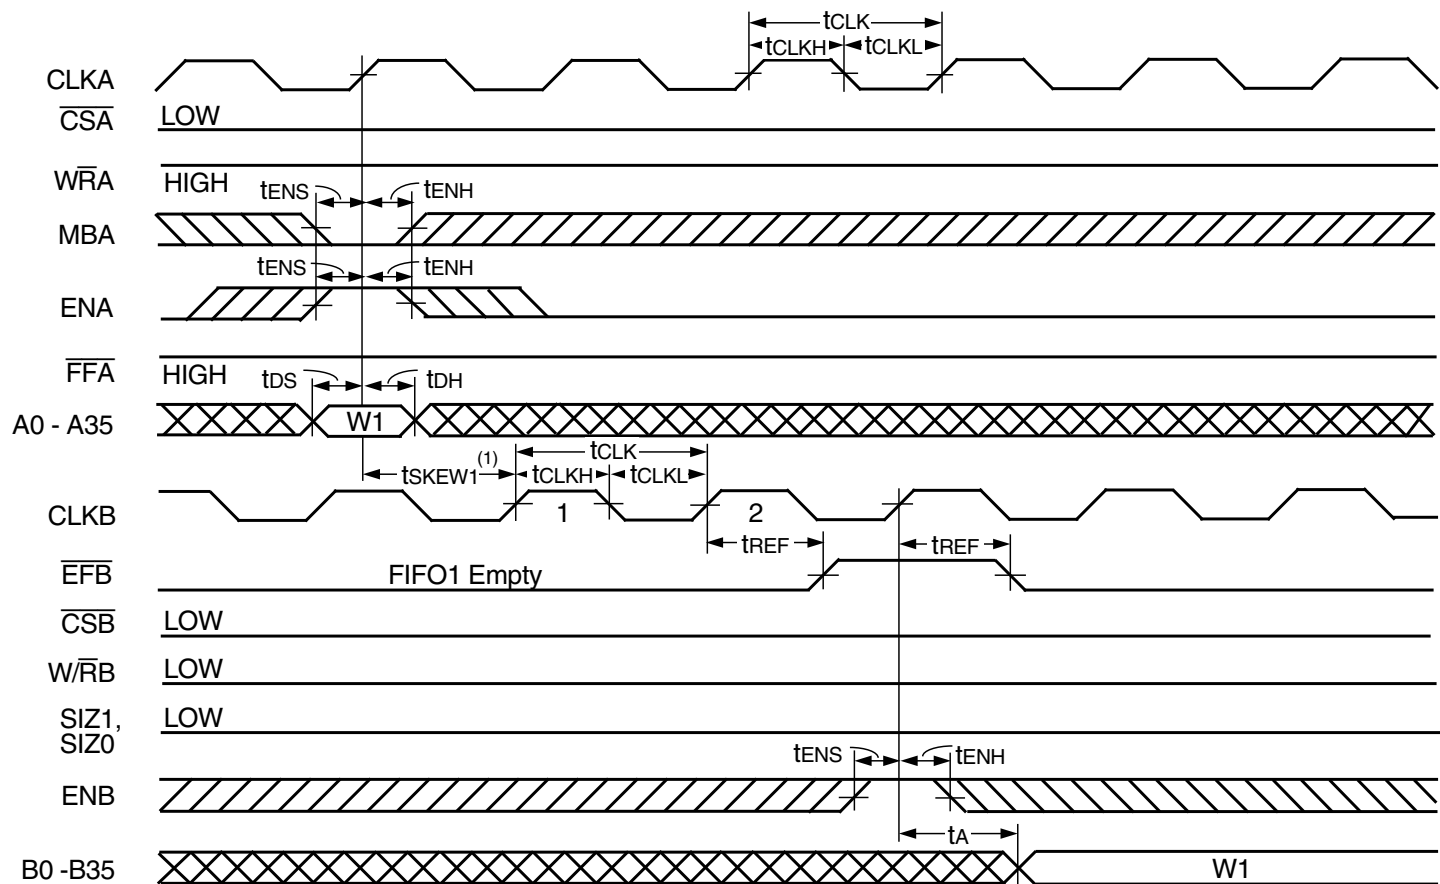 tCLK
tCLKH tCLKL
CLKA
CSA LOW
WRA HIGH
tENS tENH
MBA
tENS tENH
ENA
FFA HIGH
tDS tDH
A0 - A35 W1
tCLK
tSKEW1(1) tCLKH tCLKL
CLKB 1 2
tREF tREF
EFB FIFO1 Empty
CSB LOW
W/RB LOW
SIZ1, LOW
SIZ0
tENS tENH
ENB
tA
B0 -B35 W1